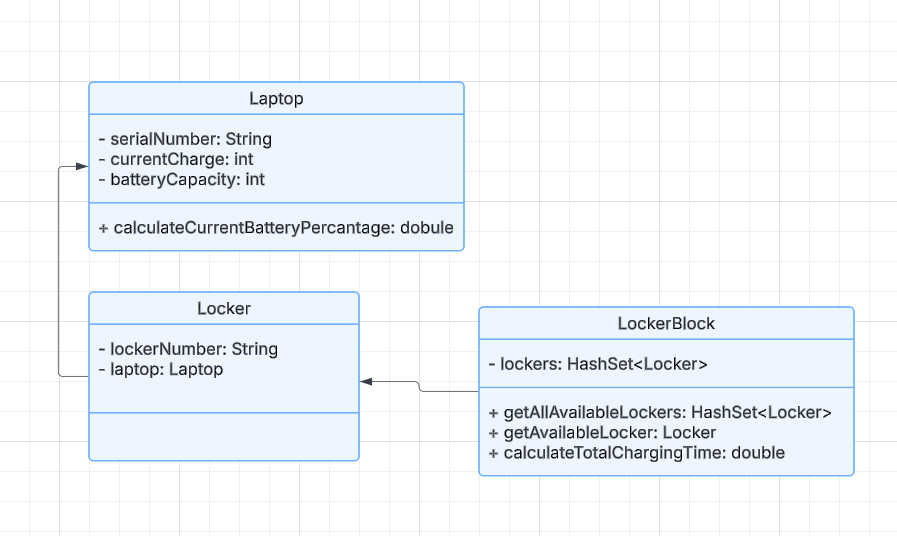 Laptop
- serialNumber: String
- currentCharge: int
- batteryCapacity: int
+ calculateCurrentBatteryPercantage: dobule
Locker
- lockerNumber: String
- laptop: Laptop
LockerBlock
- lockers: HashSet<Locker>
+ getAllAvailableLockers: HashSet<Locker>
+ getAvailableLocker: Locker
+ calculateTotalChargingTime: double